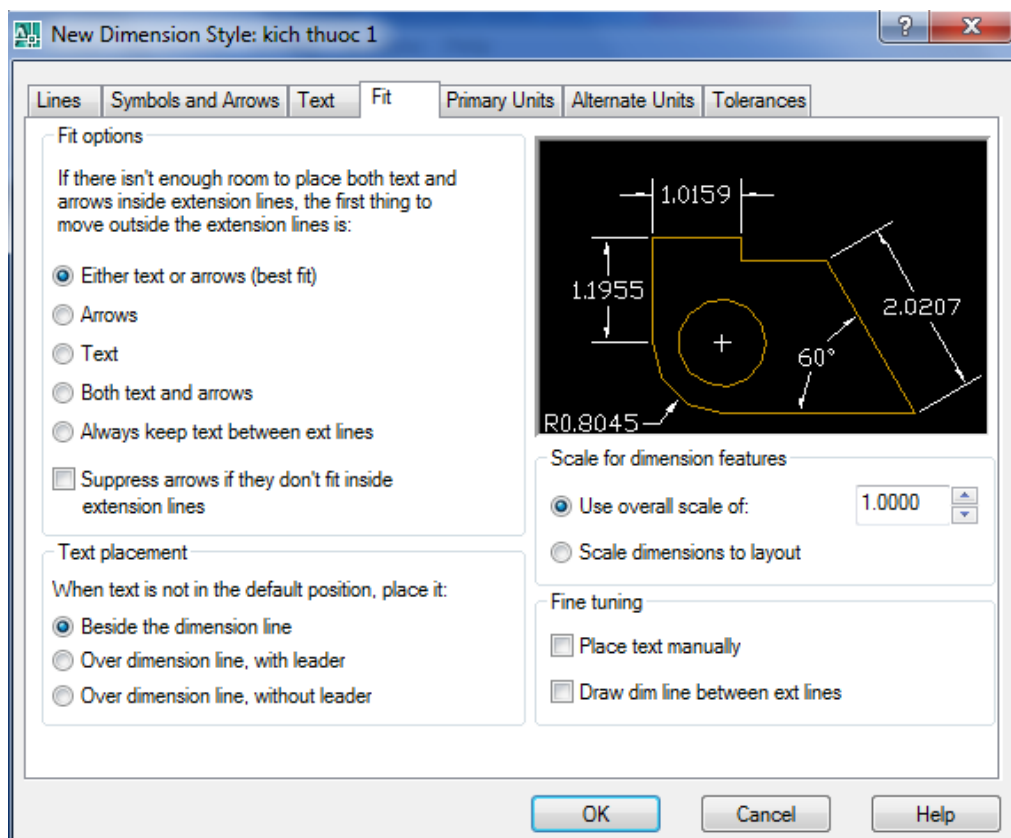 New Dimension Style: kich thuoc 1
?
X
Lines
Symbols and Arrows
Text
Fit
Primary Units
Alternate Units
Tolerances
Fit options
If there isn't enough room to place both text and
arrows inside extension lines, the first thing to
move outside the extension lines is:
Either text or arrows (best fit)
Arrows
Text
Both text and arrows
Always keep text between ext lines
Suppress arrows if they don't fit inside
extension lines
Text placement
When text is not in the default position, place it:
Beside the dimension line
Over dimension line, with leader
Over dimension line, without leader
1.0159
1.1955
2.0207
60°
R0.8045
Scale for dimension features
Use overall scale of:
1.0000
Scale dimensions to layout
Fine tuning
Place text manually
Draw dim line between ext lines
OK
Cancel
Help